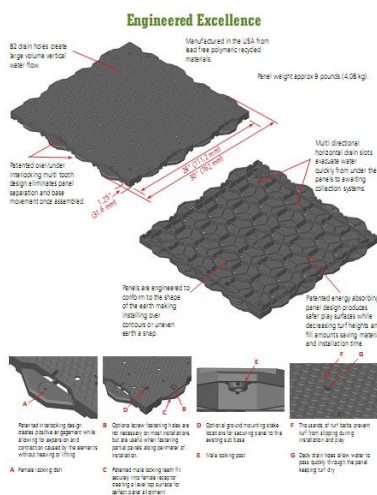 Engineered Excellence
82 drain holes create
large volume vertical
water flow.
Manufactured in the USA from
lead free polymeric recycled
materials.
Panel weight approx 9 pounds (4,08 kg).
Patented over/under
interlocking multi tooth
design eliminates panel
separation and base
movement once assembled.
1.25"
(31,6 mm)
28" (711,2 mm)
30" (762 mm)
Multi directional
horizontal drain slots
evacuate water
quickly from under the
panels to awaiting
collection systems.
Panels are engineered to
conform to the shape
of the earth making
installing over
contours or uneven
earth a snap.
Patented energy absorbing
panel design produces
safer play surfaces while
decreasing turf heights and
fill amounts saving material
and installation time.
A
D
C
B
E
F
G
Patented interlocking design
creates positive engagement while
allowing for expansion and
contraction caused by the elements
without heaving or lifting
A Female locking dish
B Options screw fastening holes are
not necessary on most installations
but are useful when fastening
partial panels along perimeter of
installation.
C Patented male locking teeth fit
securely into female receptor
creating a level top surface for
perfect panel alignment
D Optional ground mounting stake
locations for securing panel to the
existing sub base
E Male locking post
F Thousands of turf barbs prevent
turf from slipping during
installation and play
G Deck drain holes allow water to
pass quickly through the panel
keeping turf dry